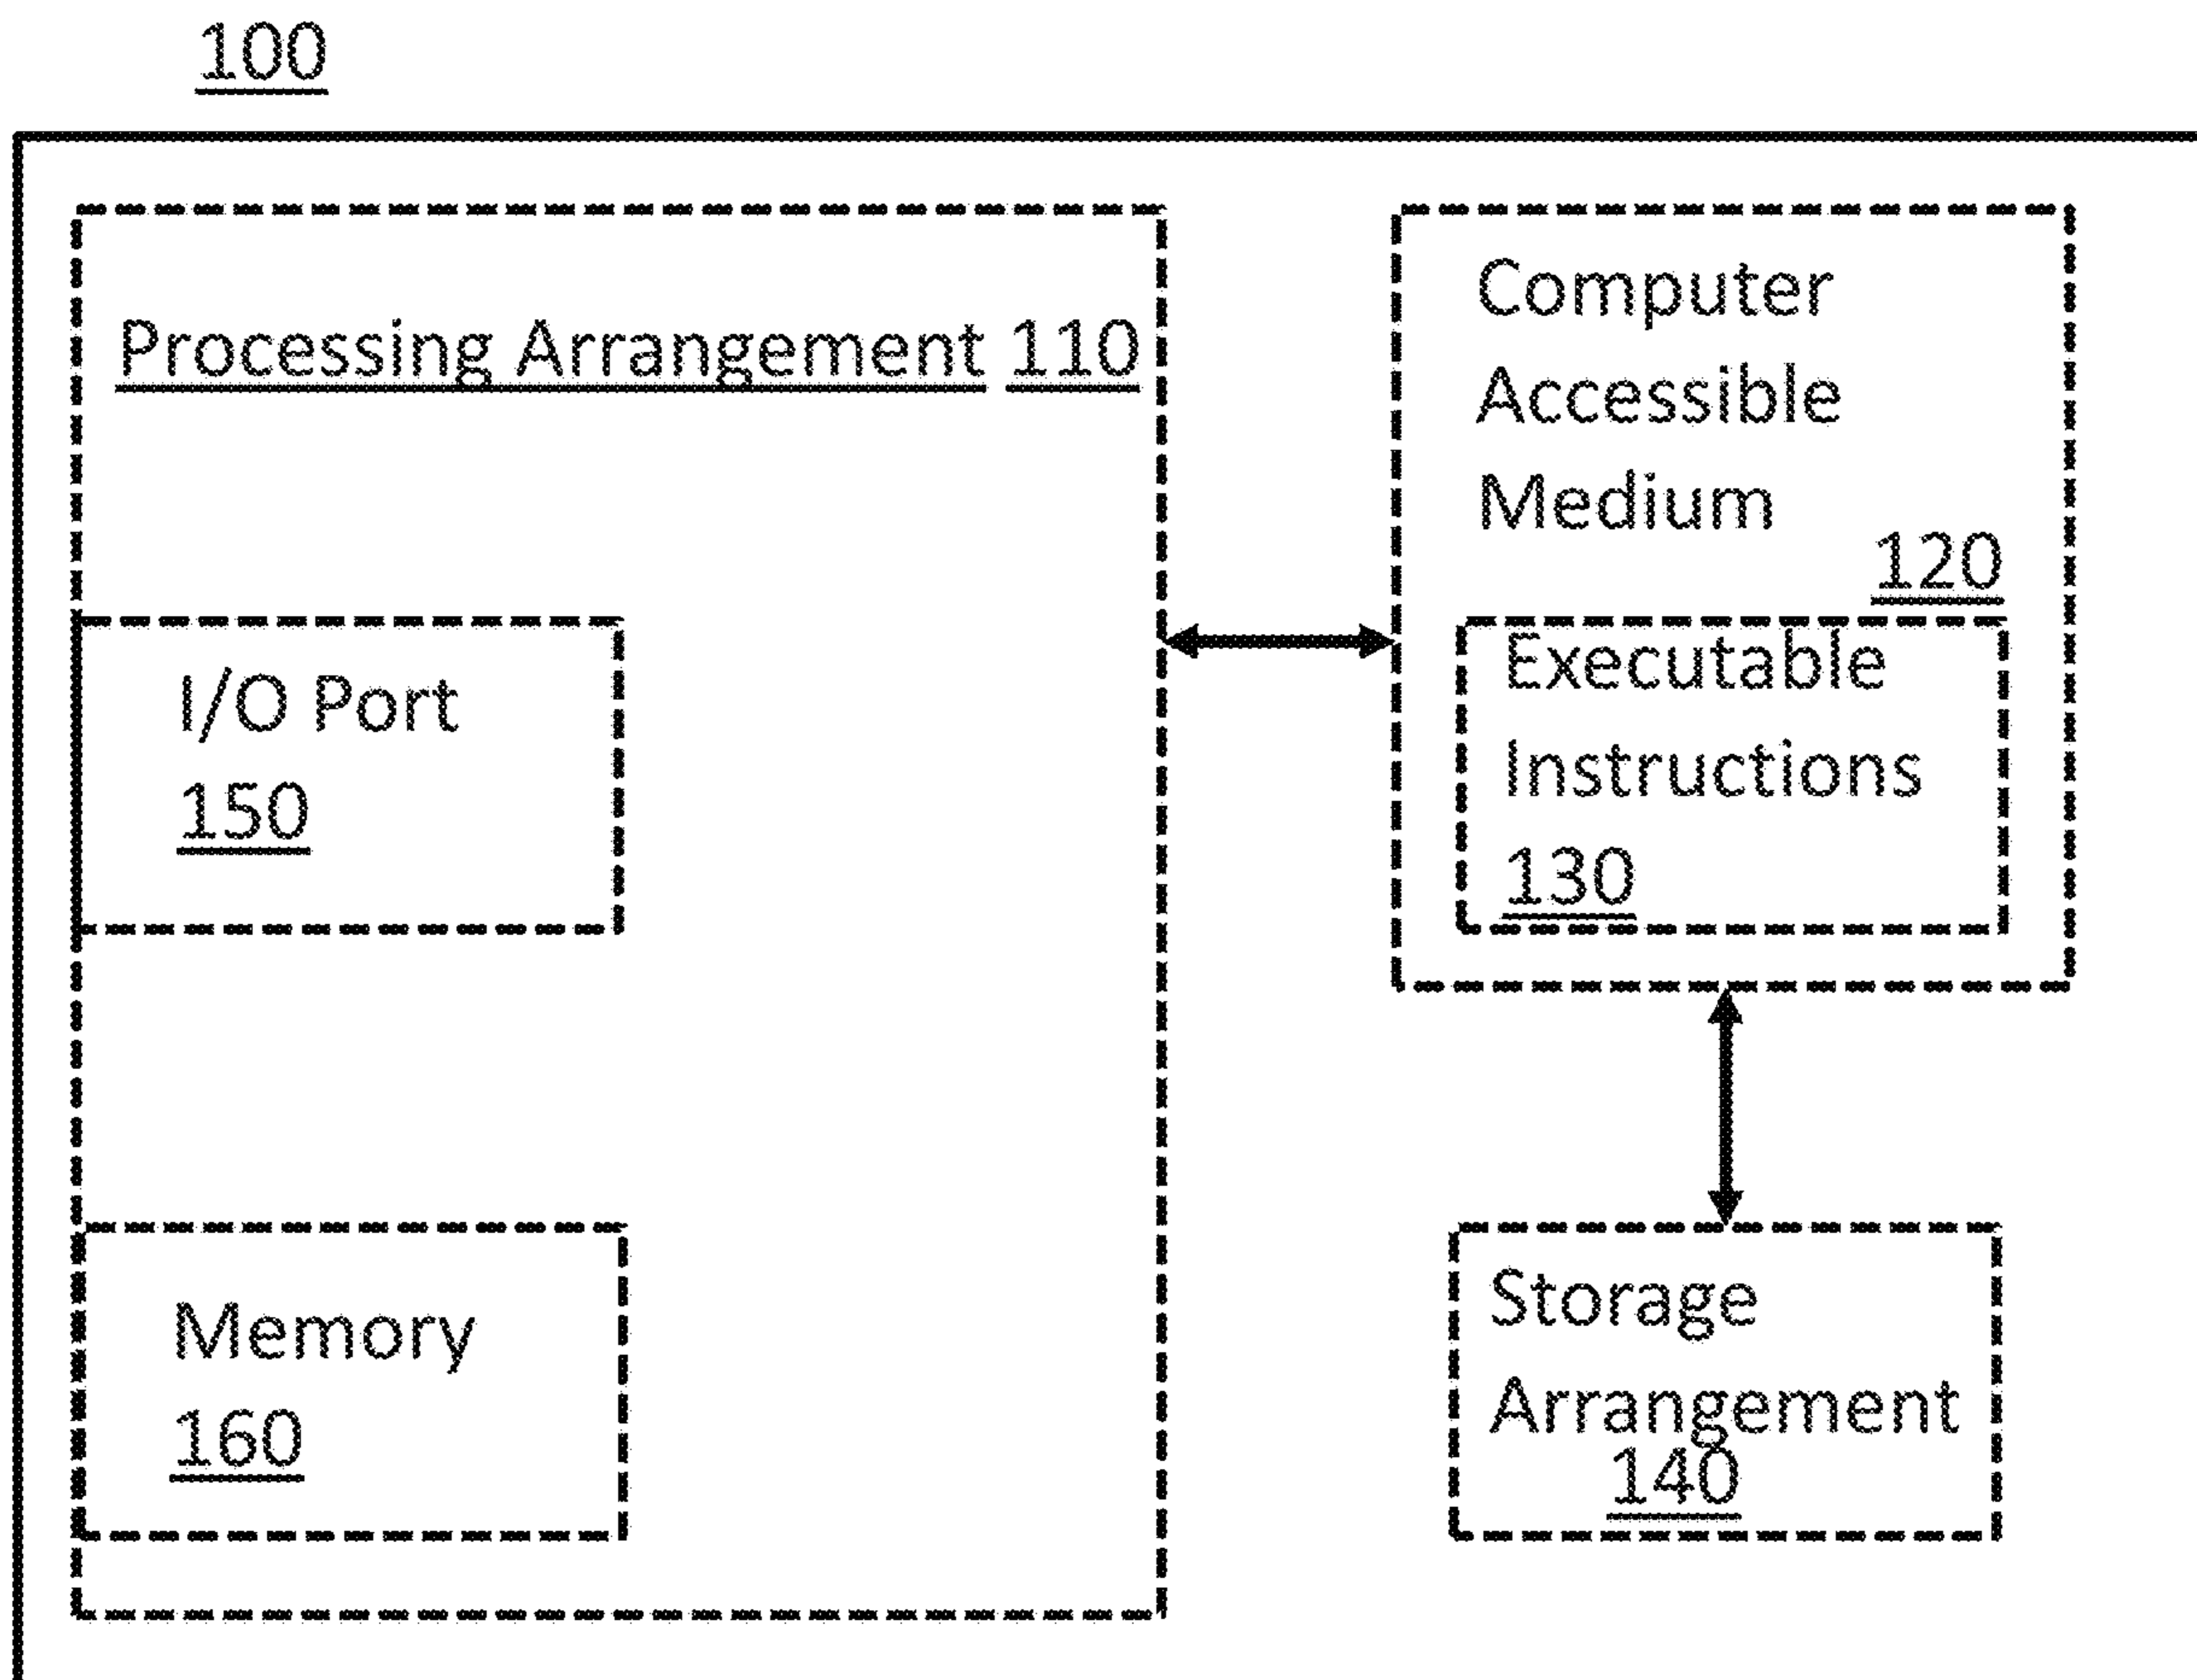 100
Processing Arrangement 110
I/O Port
150
Memory
160
Computer
Accessible
Medium
120
Executable
Instructions
130
Storage
Arrangement
140